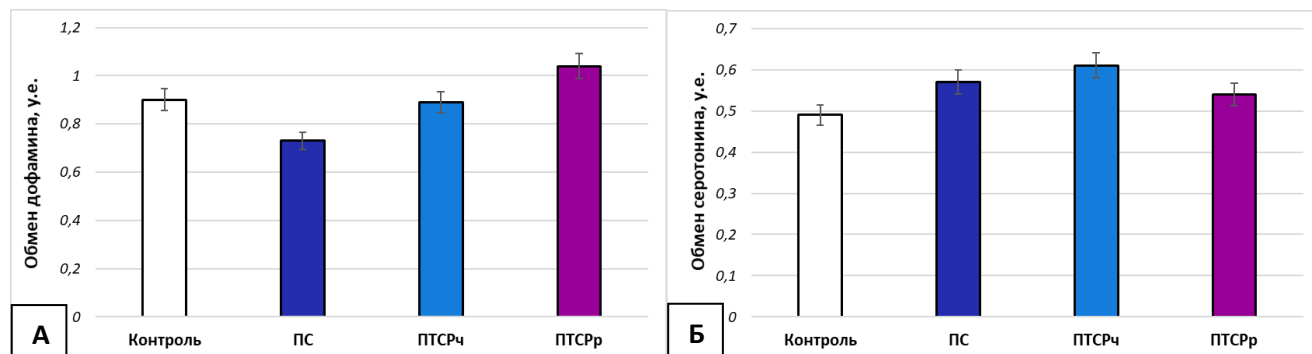 Обмен дофамина, у.е.
1,2
1
0,8
0,6
0,4
0,2
0
Контроль ПС ПТСРч ПТСРр
А
Обмен серотонина, у.е.
0,7
0,6
0,5
0,4
0,3
0,2
0,1
0
Контроль ПС ПТСРч ПТСРр
Б